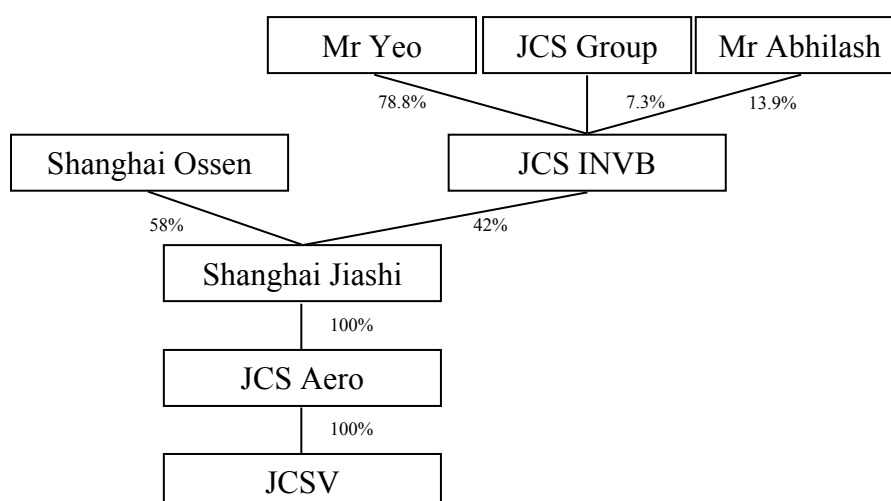 Mr Yeo
JCS Group
Mr Abhilash
78.8%
7.3%
13.9%
Shanghai Ossen
JCS INVB
58%
42%
Shanghai Jiashi
100%
JCS Aero
100%
JCSV